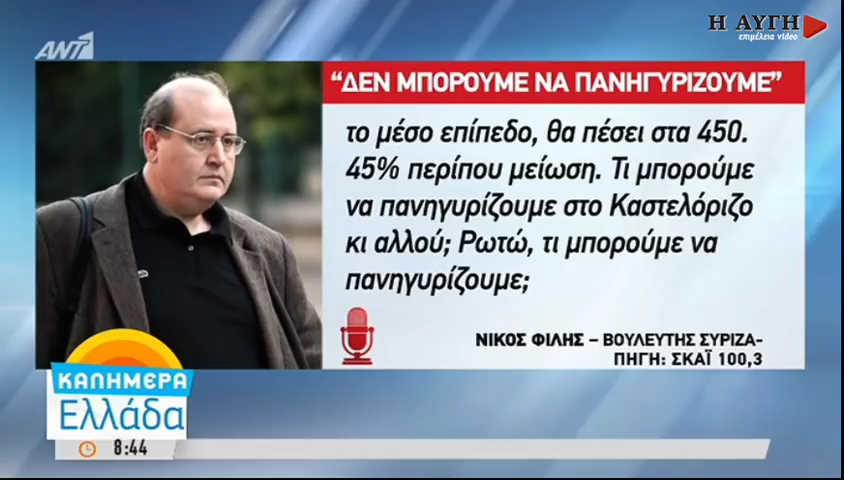 ANT1
Η ΑΥΓΗ
επιμέλεια video
“ΔΕΝ ΜΠΟΡΟΥΜΕ ΝΑ ΠΑΝΗΓΥΡΙΖΟΥΜΕ”
το μέσο επίπεδο, θα πέσει στα 450.
45% περίπου μείωση. Τι μπορούμε
να πανηγυρίζουμε στο Καστελόριζο
κι αλλού; Ρωτώ, τι μπορούμε να
πανηγυρίζουμε;
ΝΙΚΟΣ ΦΙΛΗΣ – ΒΟΥΛΕΥΤΗΣ ΣΥΡΙΖΑ-
ΠΗΓΗ: ΣΚΑΪ 100,3
ΚΑΛΗΜΕΡΑ
Ελλάδα
8:44